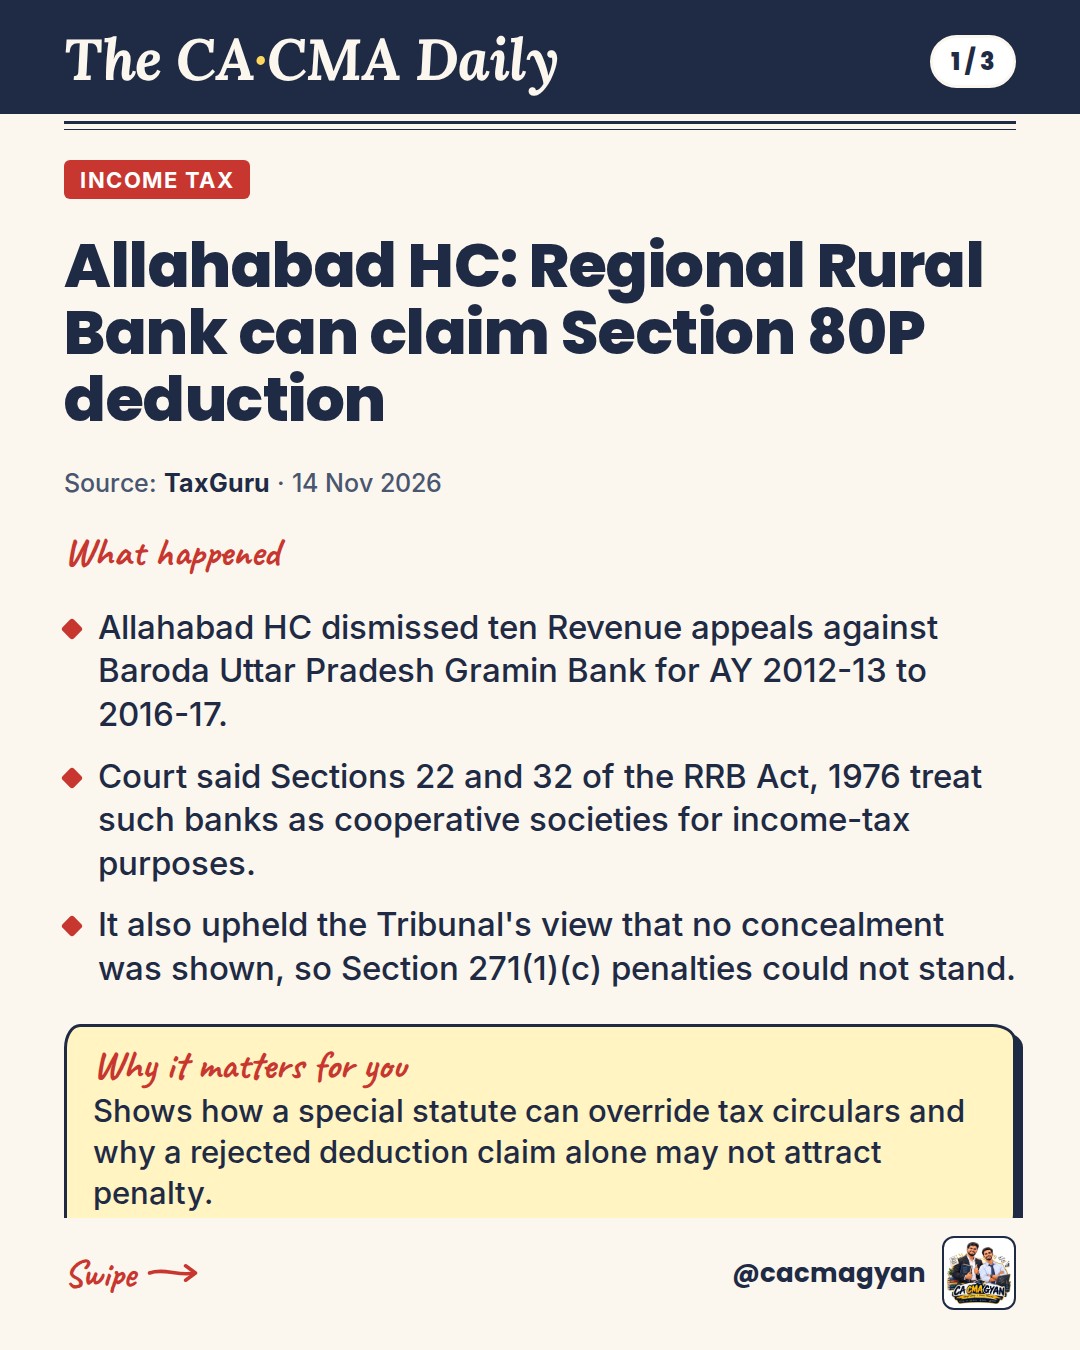 The CA·CMA Daily
1/3
INCOME TAX
Allahabad HC: Regional Rural
Bank can claim Section 80P
deduction
Source: TaxGuru · 14 Nov 2026
What happened
Allahabad HC dismissed ten Revenue appeals against
Baroda Uttar Pradesh Gramin Bank for AY 2012-13 to
2016-17.
Court said Sections 22 and 32 of the RRB Act, 1976 treat
such banks as cooperative societies for income-tax
purposes.
It also upheld the Tribunal's view that no concealment
was shown, so Section 271(1)(c) penalties could not stand.
Why it matters for you
Shows how a special statute can override tax circulars and
why a rejected deduction claim alone may not attract
penalty.
Swipe
@cacmagyan
CA CMA GYAN